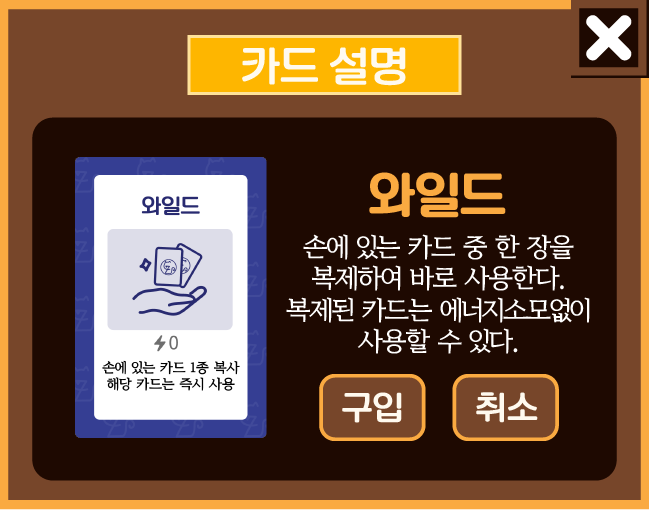 카드 설명
와일드
⚡0
손에 있는 카드 1종 복사
해당 카드는 즉시 사용
와일드
손에 있는 카드 중 한 장을
복제하여 바로 사용한다.
복제된 카드는 에너지소모없이
사용할 수 있다.
구입
취소